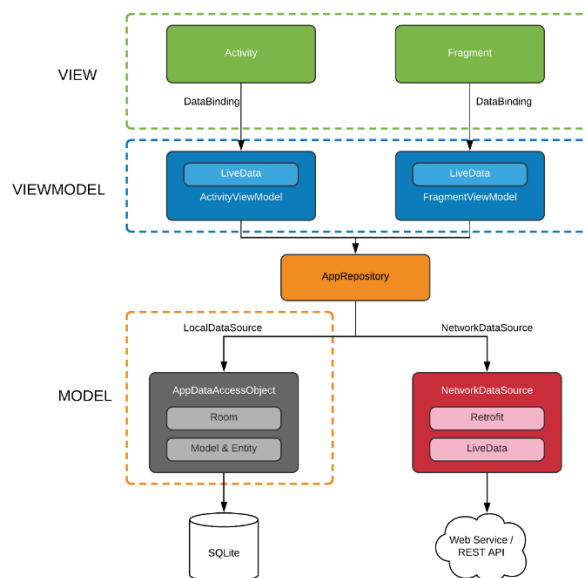 Activity
Fragment
VIEW
DataBinding
DataBinding
LiveData
LiveData
VIEWMODEL
ActivityViewModel
FragmentViewModel
AppRepository
LocalDataSource
NetworkDataSource
MODEL
AppDataAccessObject
NetworkDataSource
Room
Retrofit
Model & Entity
LiveData
SQLite
Web Service /
REST API